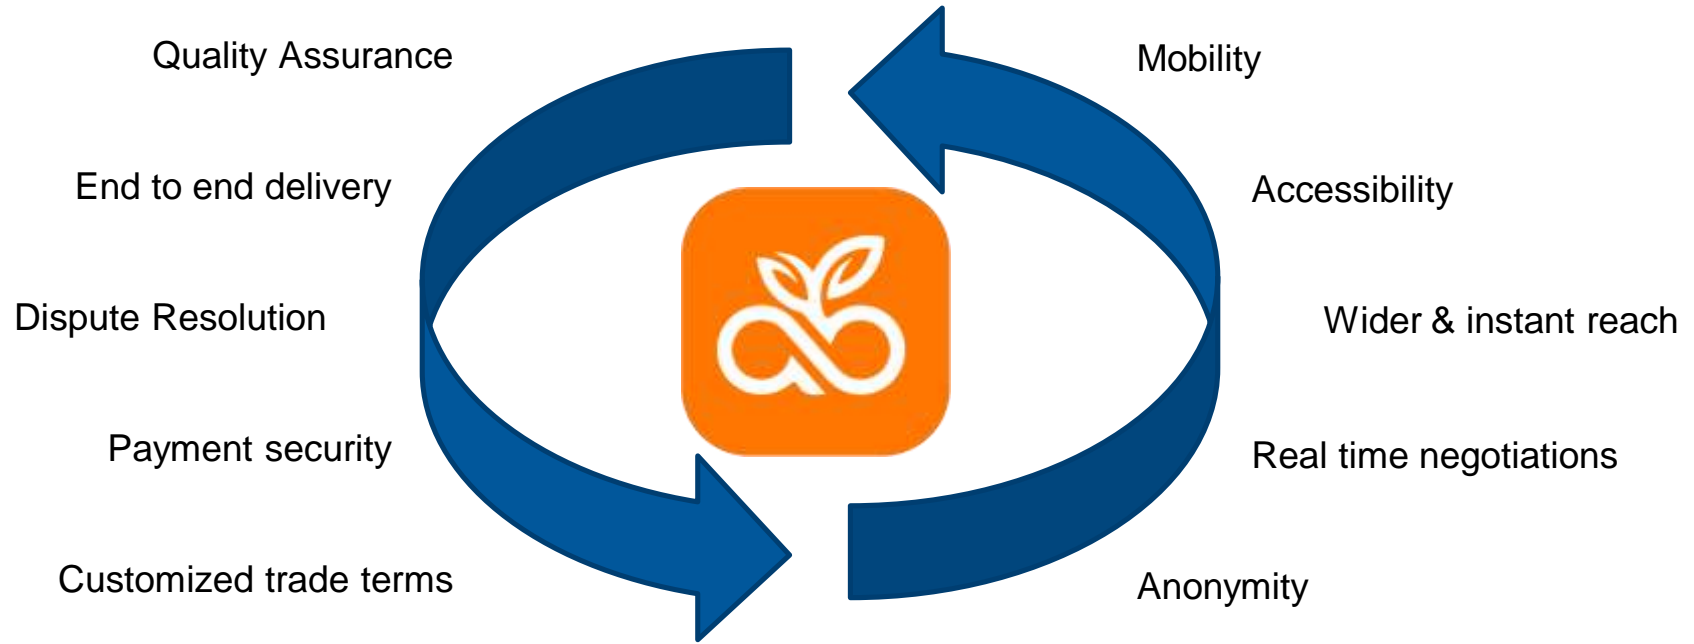 Quality Assurance
End to end delivery
Dispute Resolution
Payment security
Customized trade terms
Mobility
Accessibility
Wider & instant reach
Real time negotiations
Anonymity